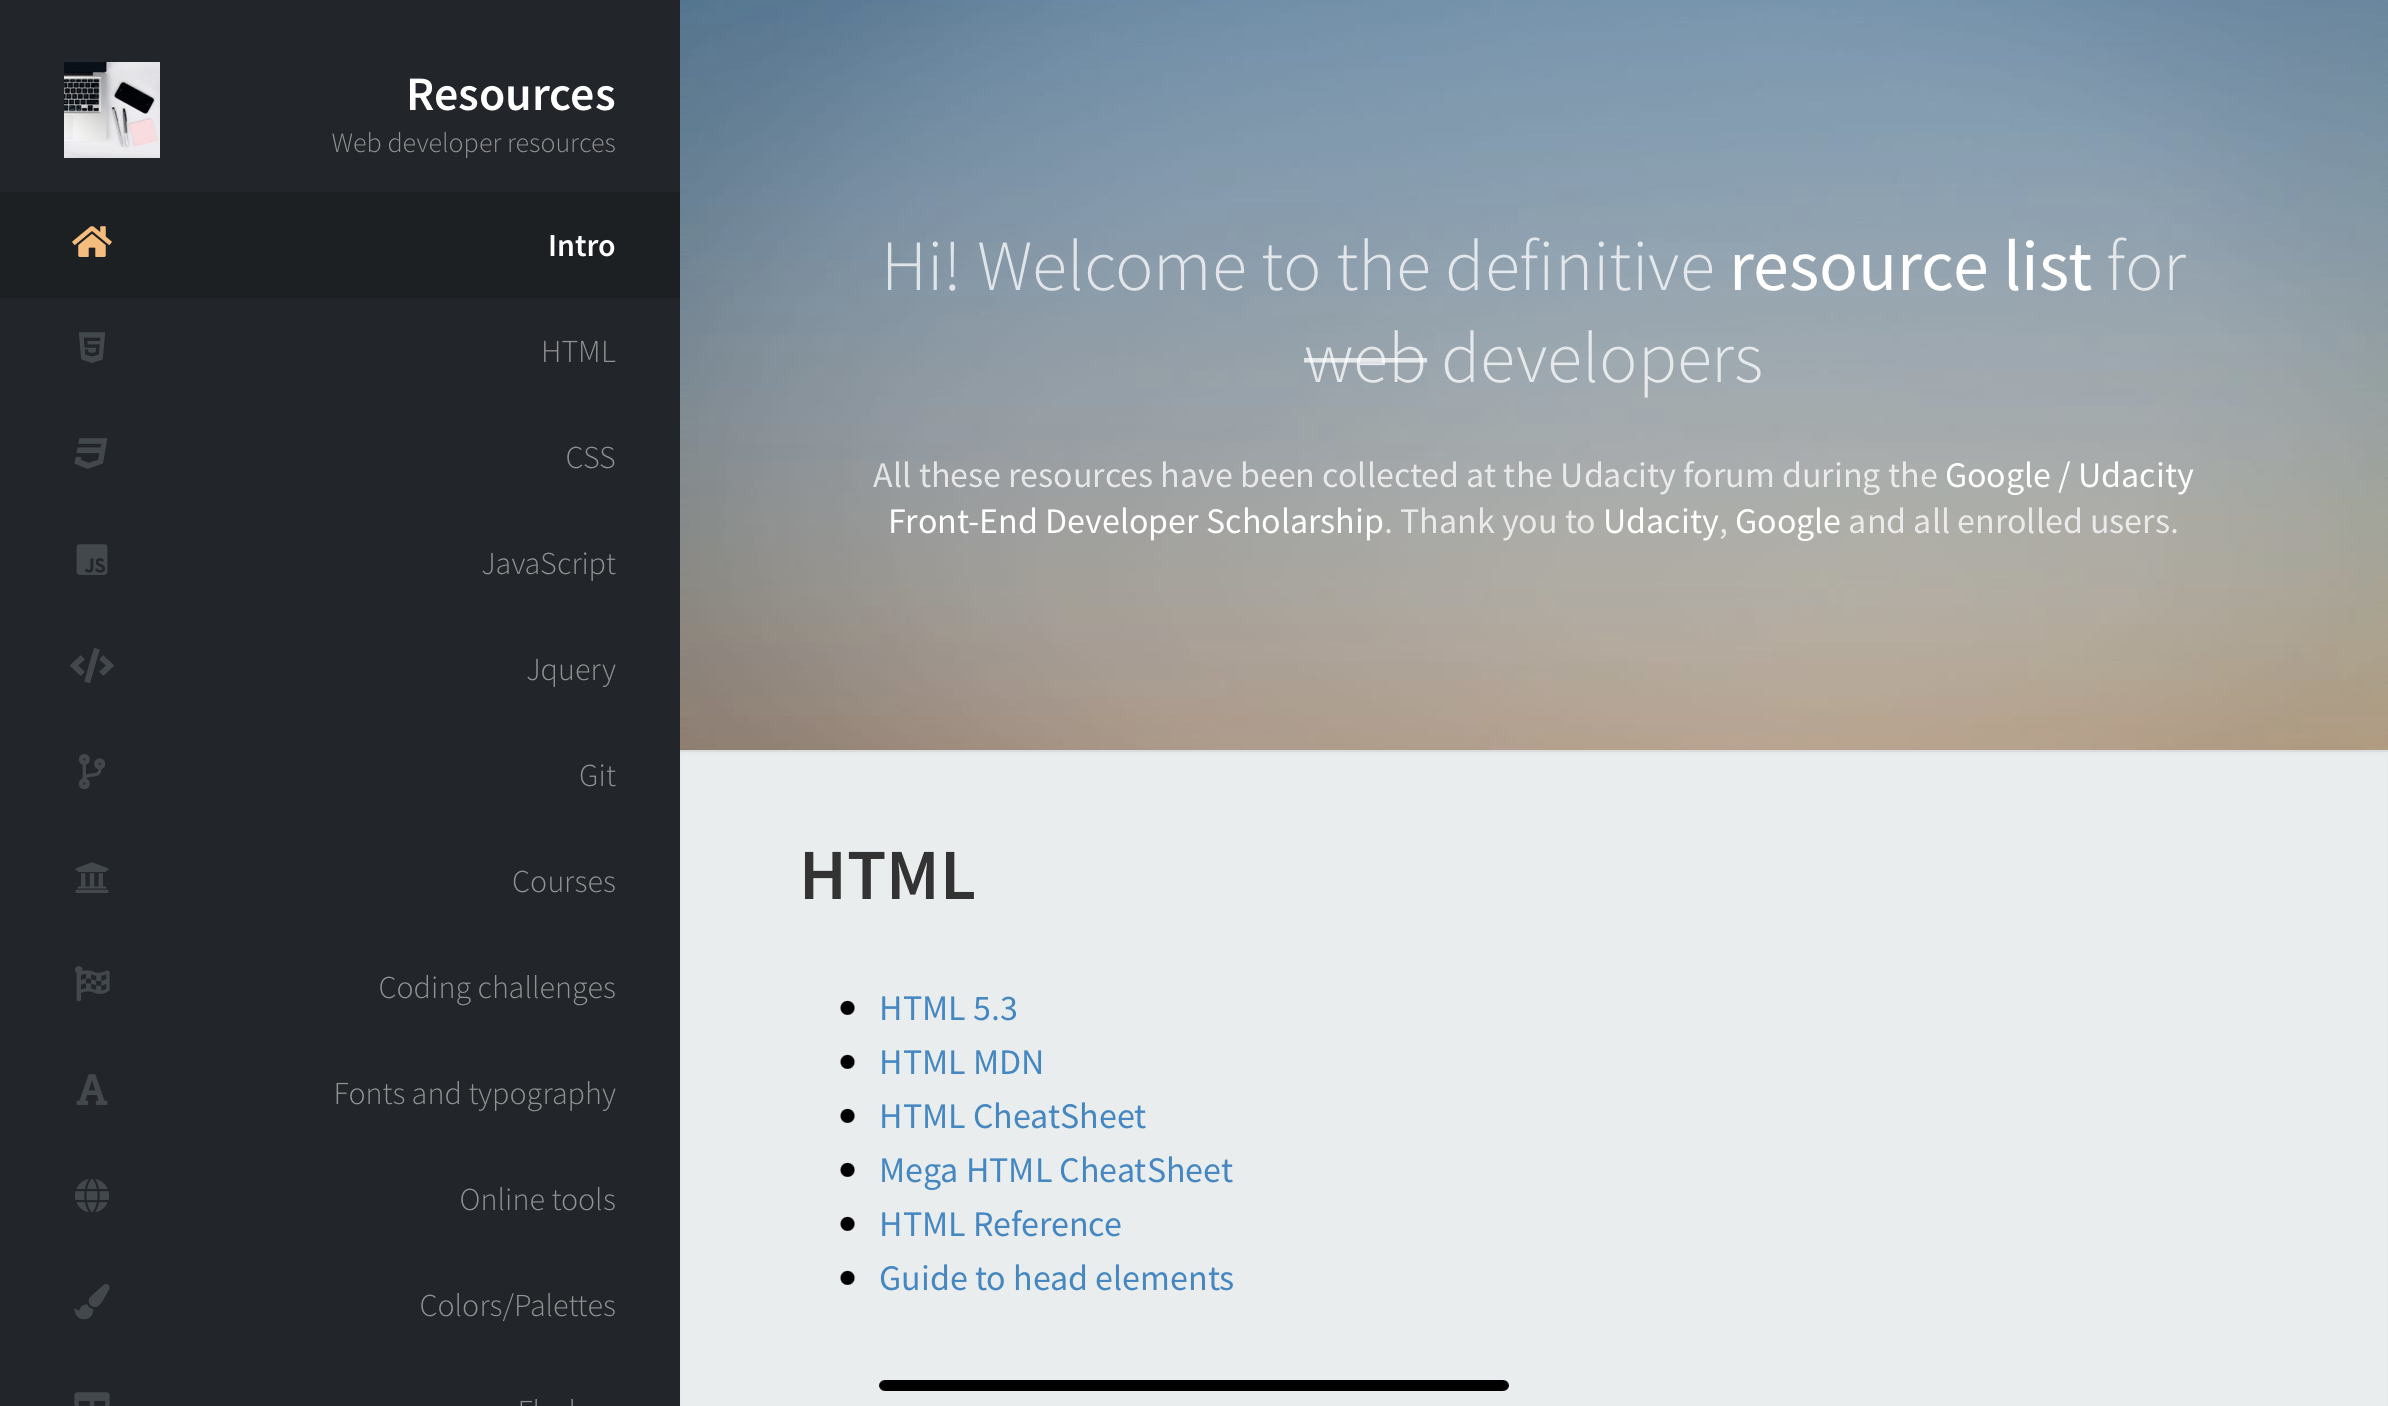 Resources
Web developer resources
Intro
HTML
CSS
JavaScript
Jquery
Git
Courses
Coding challenges
Fonts and typography
Online tools
Colors/Palettes
Hi! Welcome to the definitive resource list for
web developers
All these resources have been collected at the Udacity forum during the Google / Udacity
Front-End Developer Scholarship. Thank you to Udacity, Google and all enrolled users.
HTML
HTML 5.3
HTML MDN
HTML CheatSheet
Mega HTML CheatSheet
HTML Reference
Guide to head elements